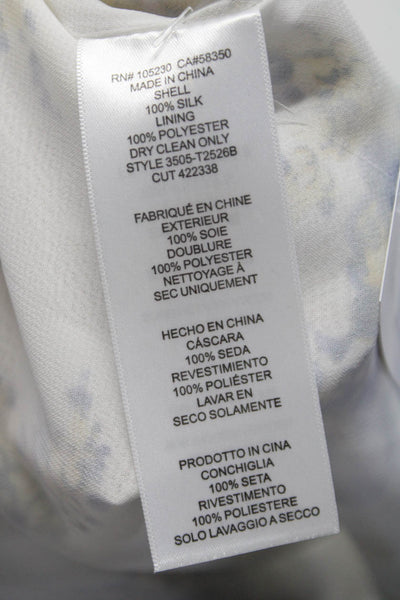 RN# 105230 CA#58350
MADE IN CHINA
SHELL
100% SILK
LINING
100% POLYESTER
DRY CLEAN ONLY
STYLE 3505-T2526B
CUT 422338
FABRIQUÉ EN CHINE
EXTERIEUR
100% SOIE
DOUBLURE
100% POLYESTER
NETTOYAGE À
SEC UNIQUEMENT
HECHO EN CHINA
CÁSCARA
100% SEDA
REVESTIMIENTO
100% POLIÉSTER
LAVAR EN
SECO SOLAMENTE
PRODOTTO IN CINA
CONCHIGLIA
100% SETA
RIVESTIMENTO
100% POLIESTERE
SOLO LAVAGGIO A SECCO